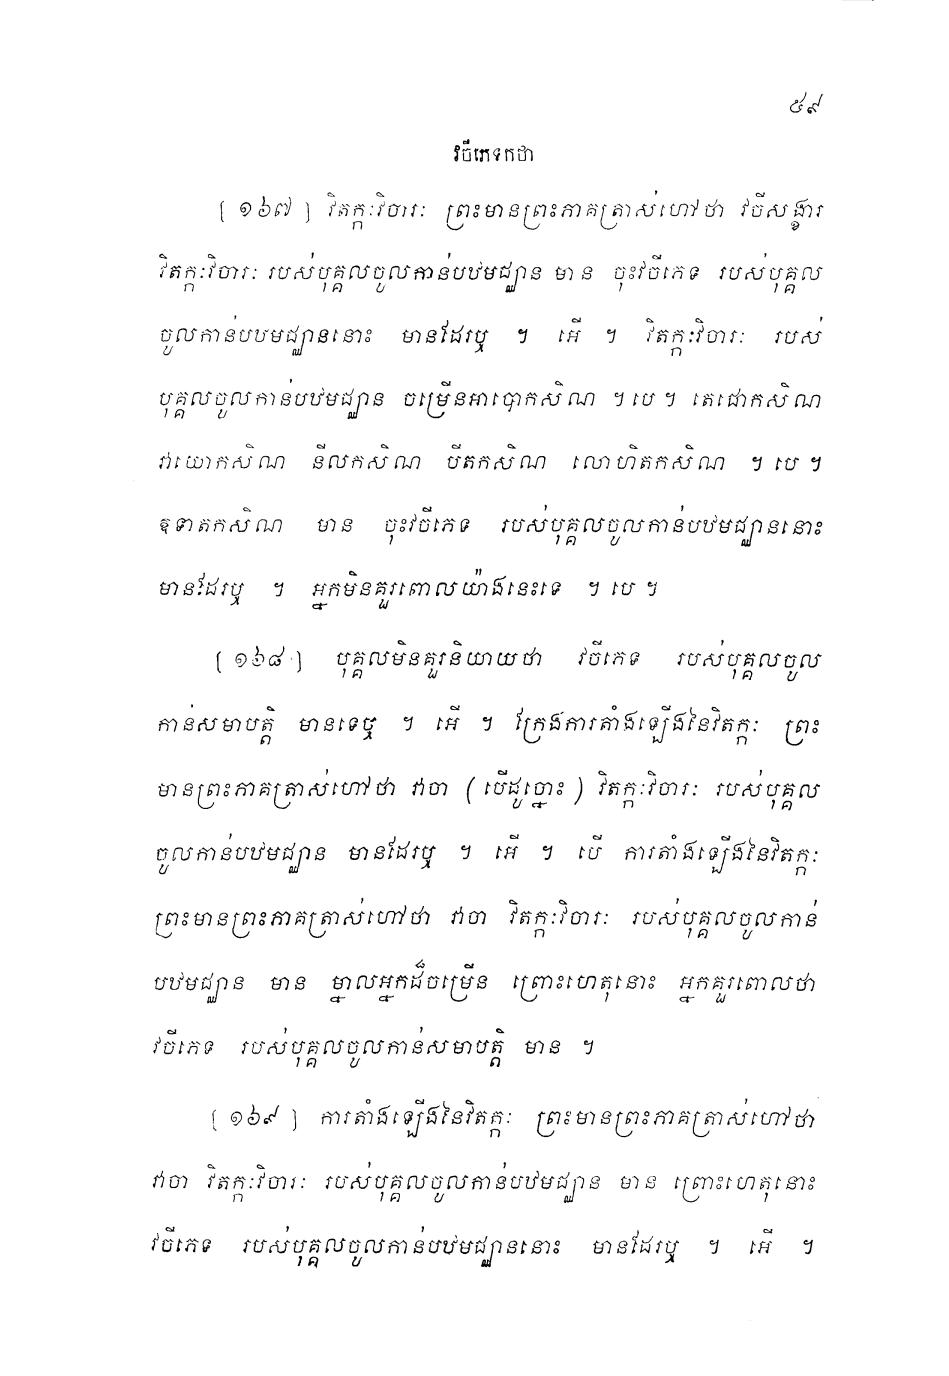 ៥៩
វចីភេទកថា
[ ១៦៧ ] វិតក្កៈវិចារៈ ព្រះមានព្រះភាគត្រាស់ហៅថា វចីសង្ខារ
វិតក្កៈវិចារៈ របស់បុគ្គលចូលកាន់បឋមជ្ឈាន មាន ចុះវចីភេទ របស់បុគ្គល
ចូលកាន់បឋមជ្ឈាននោះ មានដែរឬ ។ អើ ។ វិតក្កៈវិចារៈ របស់
បុគ្គលចូលកាន់បឋមជ្ឈាន ចម្រើនអាបោកសិណ ។ បេ ។ តេជោកសិណ
វាយោកសិណ នីលកសិណ បីតកសិណ លោហិតកសិណ ។ បេ ។
ឱទាតកសិណ មាន ចុះវចីភេទ របស់បុគ្គលចូលកាន់បឋមជ្ឈាននោះ
មានដែរឬ ។ អ្នកមិនគួរពោលយ៉ាងនេះទេ ។ បេ ។
[ ១៦៨ ] បុគ្គលមិនគួរនិយាយថា វចីភេទ របស់បុគ្គលចូល
កាន់សមាបត្តិ មានទេឬ ។ អើ ។ ក្រែងការតាំងឡើងនៃវិតក្កៈ ព្រះ
មានព្រះភាគត្រាស់ហៅថា វាចា ( បើដូច្នោះ ) វិតក្កៈវិចារៈ របស់បុគ្គល
ចូលកាន់បឋមជ្ឈាន មានដែរឬ ។ អើ ។ បើ ការតាំងឡើងនៃវិតក្កៈ
ព្រះមានព្រះភាគត្រាស់ហៅថា វាចា វិតក្កៈវិចារៈ របស់បុគ្គលចូលកាន់
បឋមជ្ឈាន មាន ម្នាលអ្នកដ៏ចម្រើន ព្រោះហេតុនោះ អ្នកគួរពោលថា
វចីភេទ របស់បុគ្គលចូលកាន់សមាបត្តិ មាន ។
[ ១៦៩ ] ការតាំងឡើងនៃវិតក្កៈ ព្រះមានព្រះភាគត្រាស់ហៅថា
វាចា វិតក្កៈវិចារៈ របស់បុគ្គលចូលកាន់បឋមជ្ឈាន មាន ព្រោះហេតុនោះ
វចីភេទ របស់បុគ្គលចូលកាន់បឋមជ្ឈាននោះ មានដែរឬ ។ អើ ។